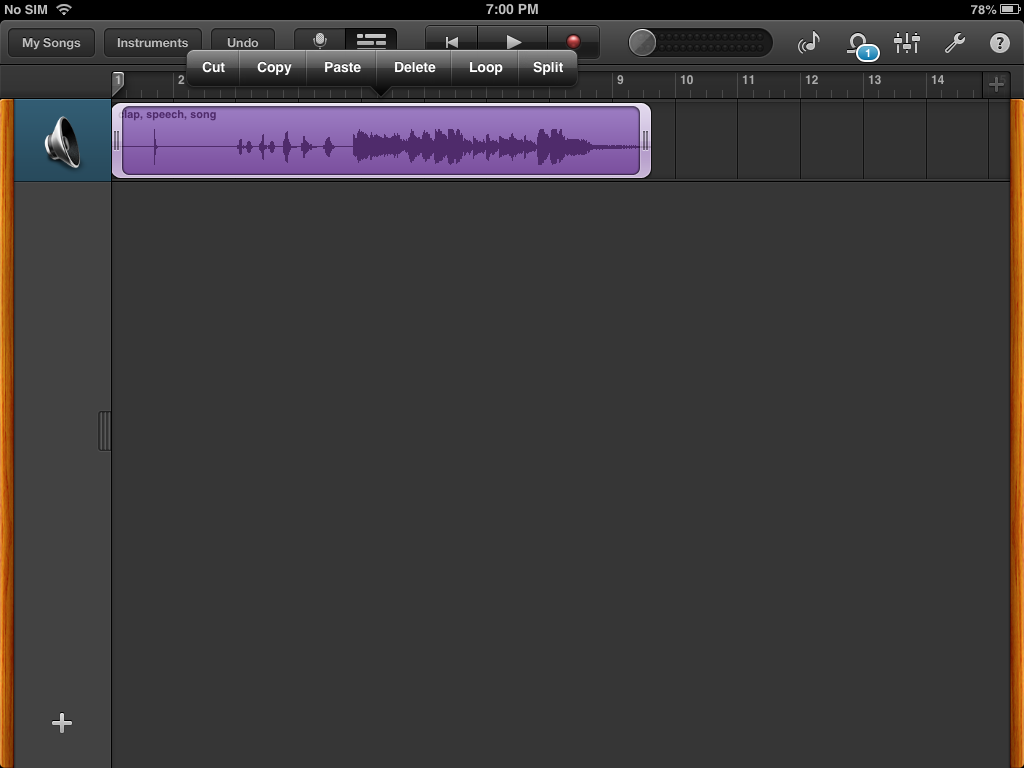 No SIM 7:00 PM 78%
My Songs Instruments Undo 1 ?
Cut Copy Paste Delete Loop Split
1 2 9 10 11 12 13 14
clap, speech, song